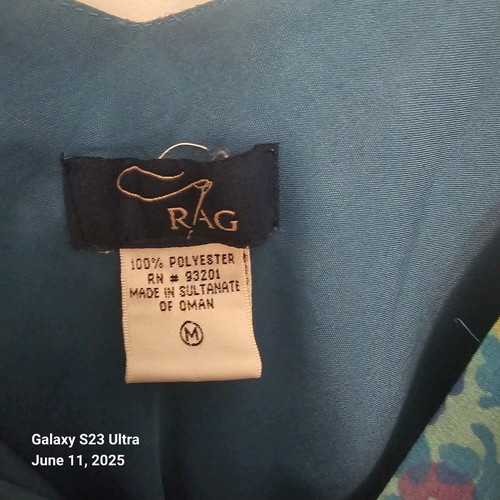 RAG
100% POLYESTER
RN # 93201
MADE IN SULTANATE
OF OMAN
M
Galaxy S23 Ultra
June 11, 2025